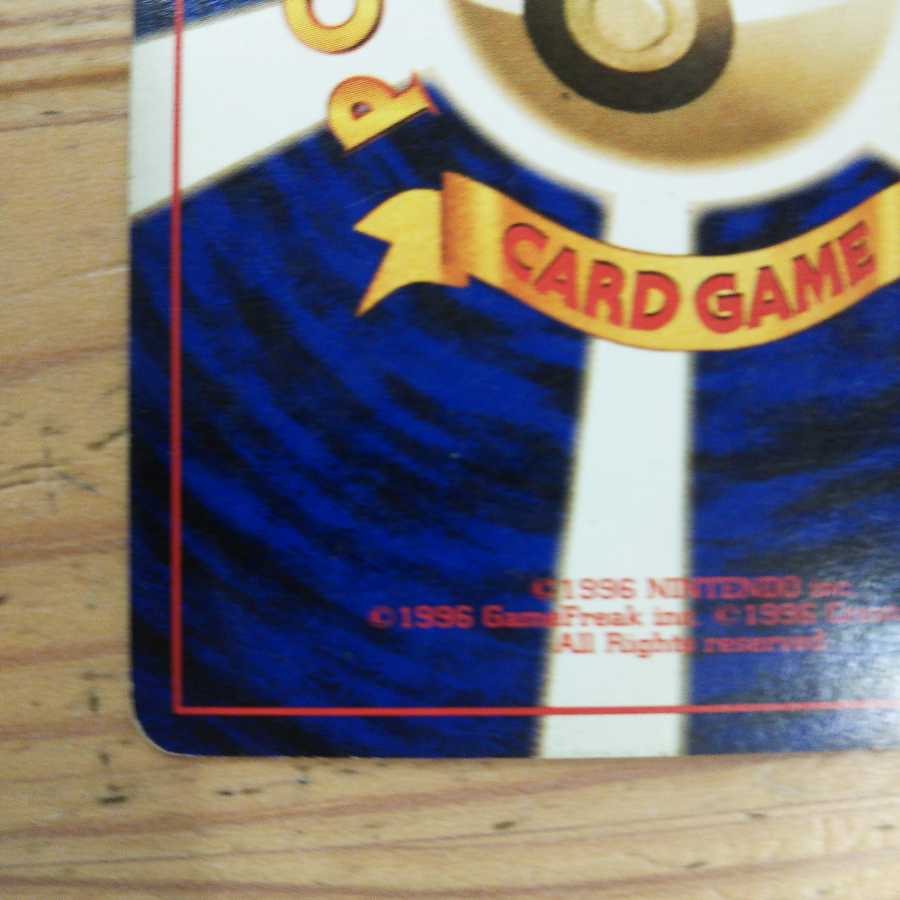 P O
CARD GAME
©1996 NINTENDO inc.
©1996 GameFreak inc. ©1996
All Rights reserved